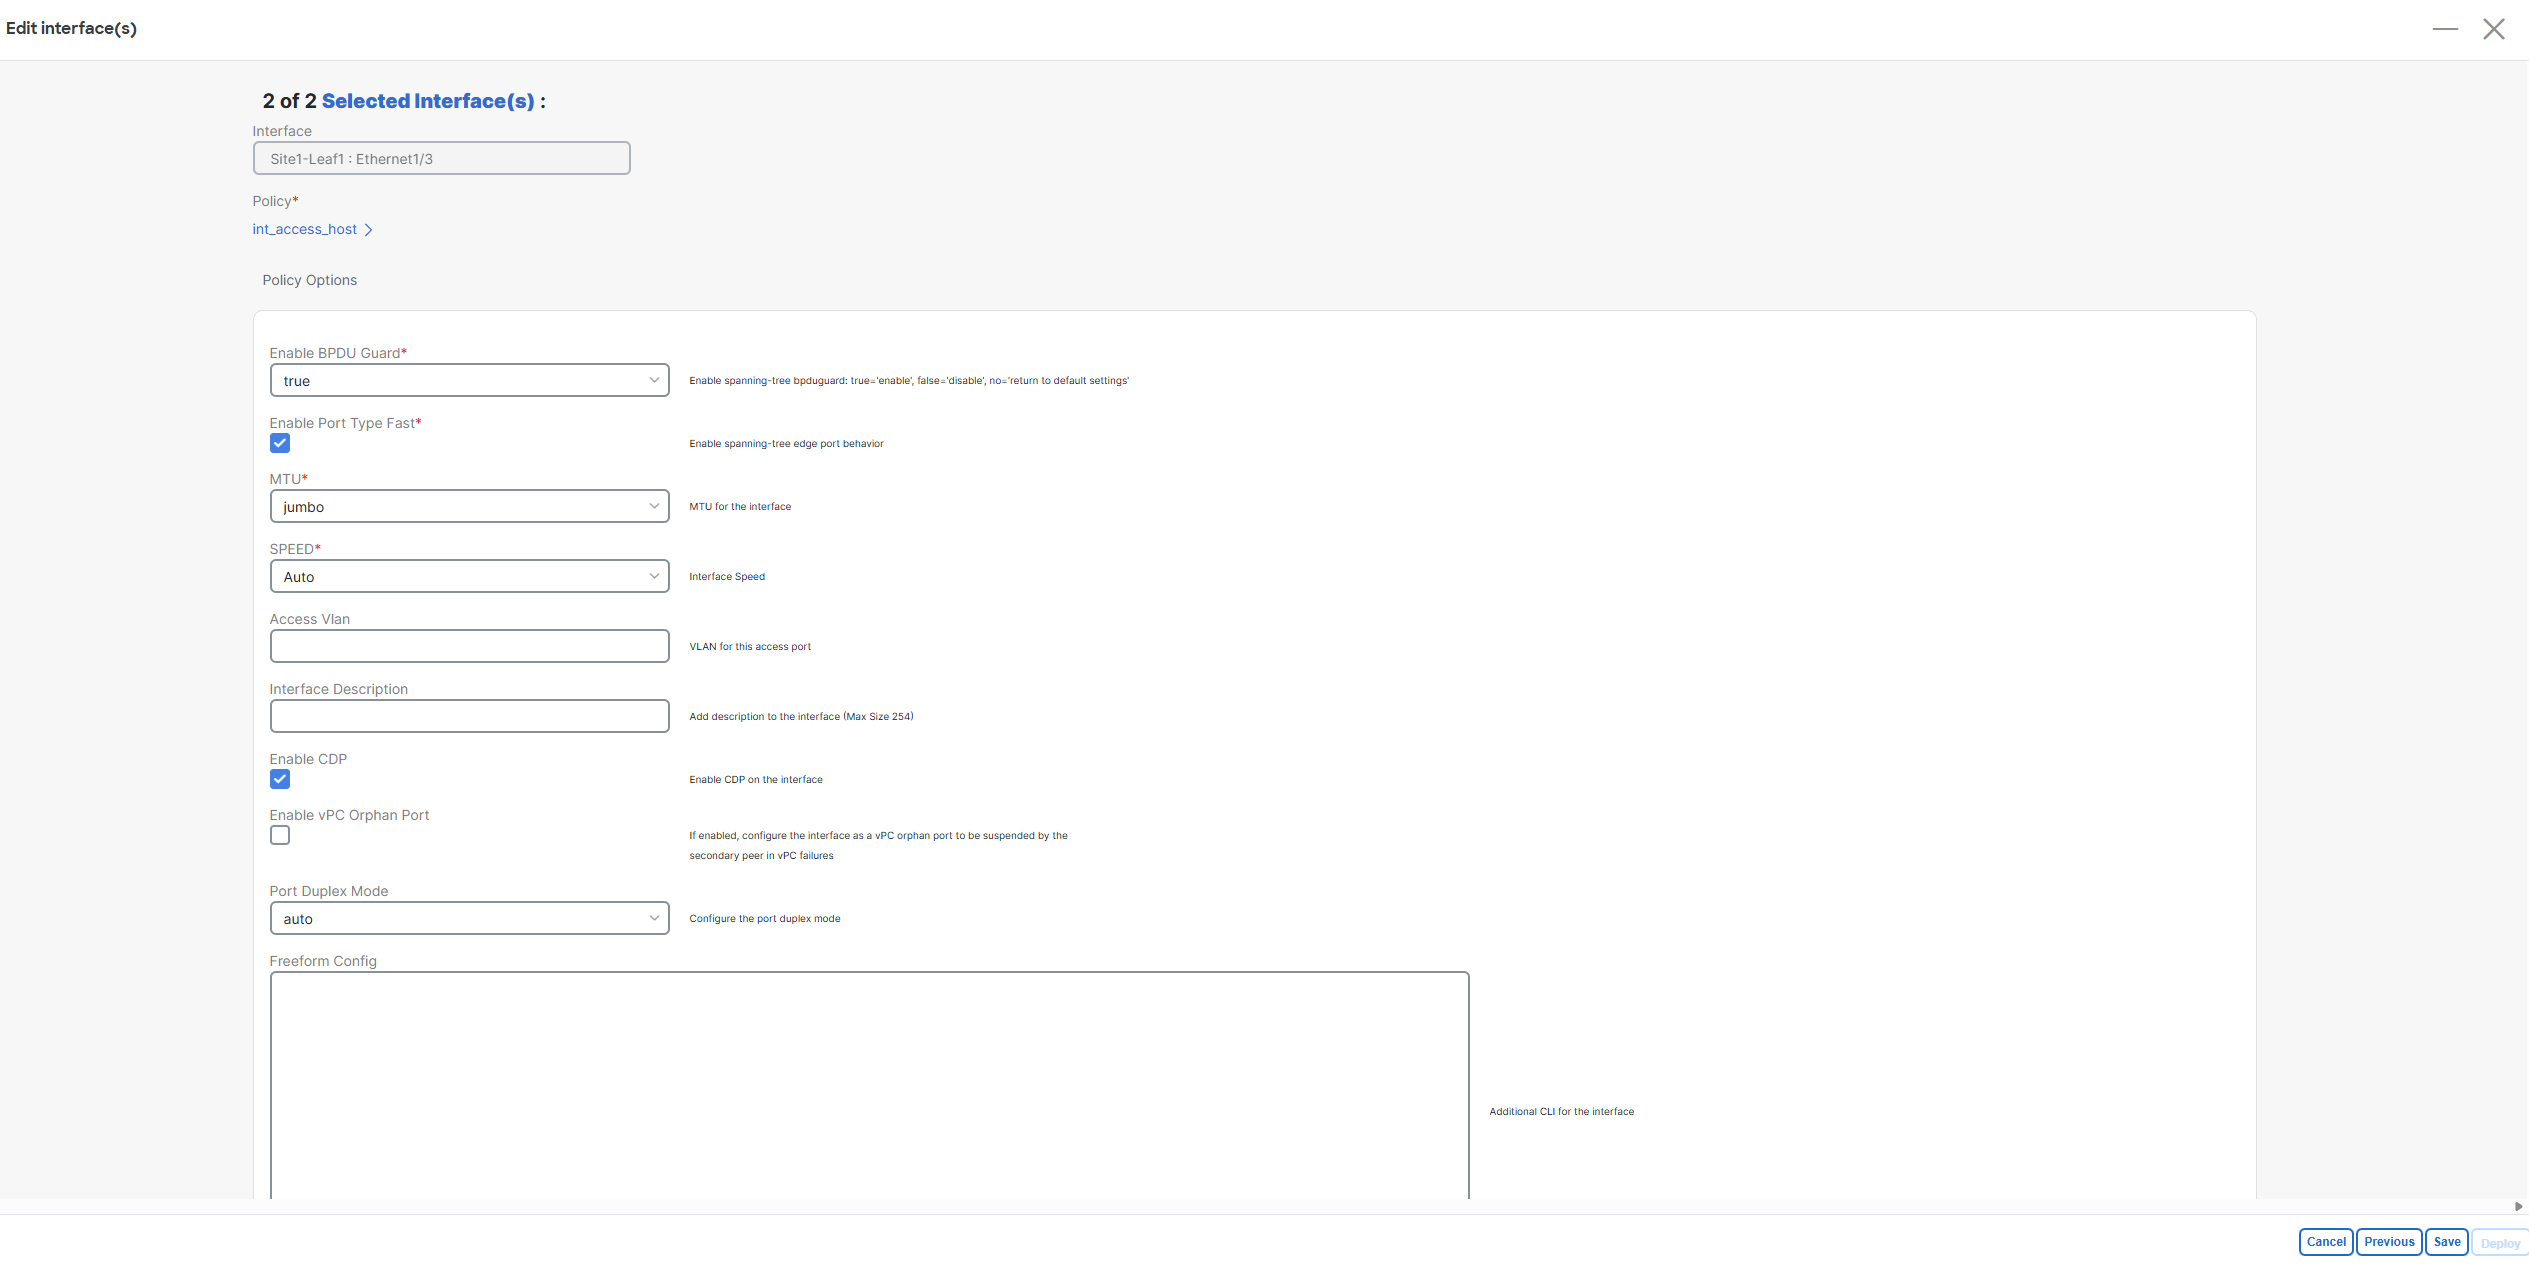 Edit interface(s)
2 of 2 Selected Interface(s) :
Interface
Site1-Leaf1 : Ethernet1/3
Policy*
int_access_host
Policy Options
Enable BPDU Guard*
true
Enable spanning-tree bpduguard: true='enable', false='disable', no='return to default settings'
Enable Port Type Fast*
Enable spanning-tree edge port behavior
MTU*
jumbo
MTU for the interface
SPEED*
Auto
Interface Speed
Access Vlan
VLAN for this access port
Interface Description
Add description to the interface (Max Size 254)
Enable CDP
Enable CDP on the interface
Enable vPC Orphan Port
If enabled, configure the interface as a vPC orphan port to be suspended by the
secondary peer in vPC failures
Port Duplex Mode
auto
Configure the port duplex mode
Freeform Config
Additional CLI for the interface
Cancel Previous Save Deploy